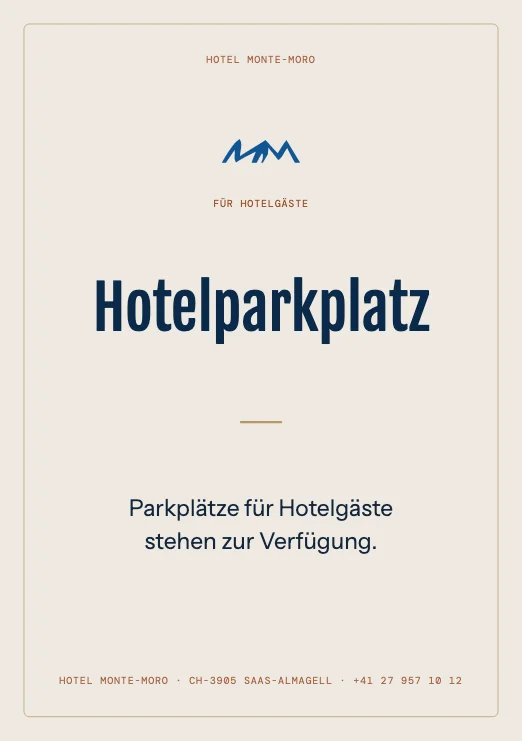 HOTEL MONTE-MORO
FÜR HOTELGÄSTE
Hotelparkplatz
Parkplätze für Hotelgäste
stehen zur Verfügung.
HOTEL MONTE-MORO · CH-3905 SAAS-ALMAGELL · +41 27 957 10 12